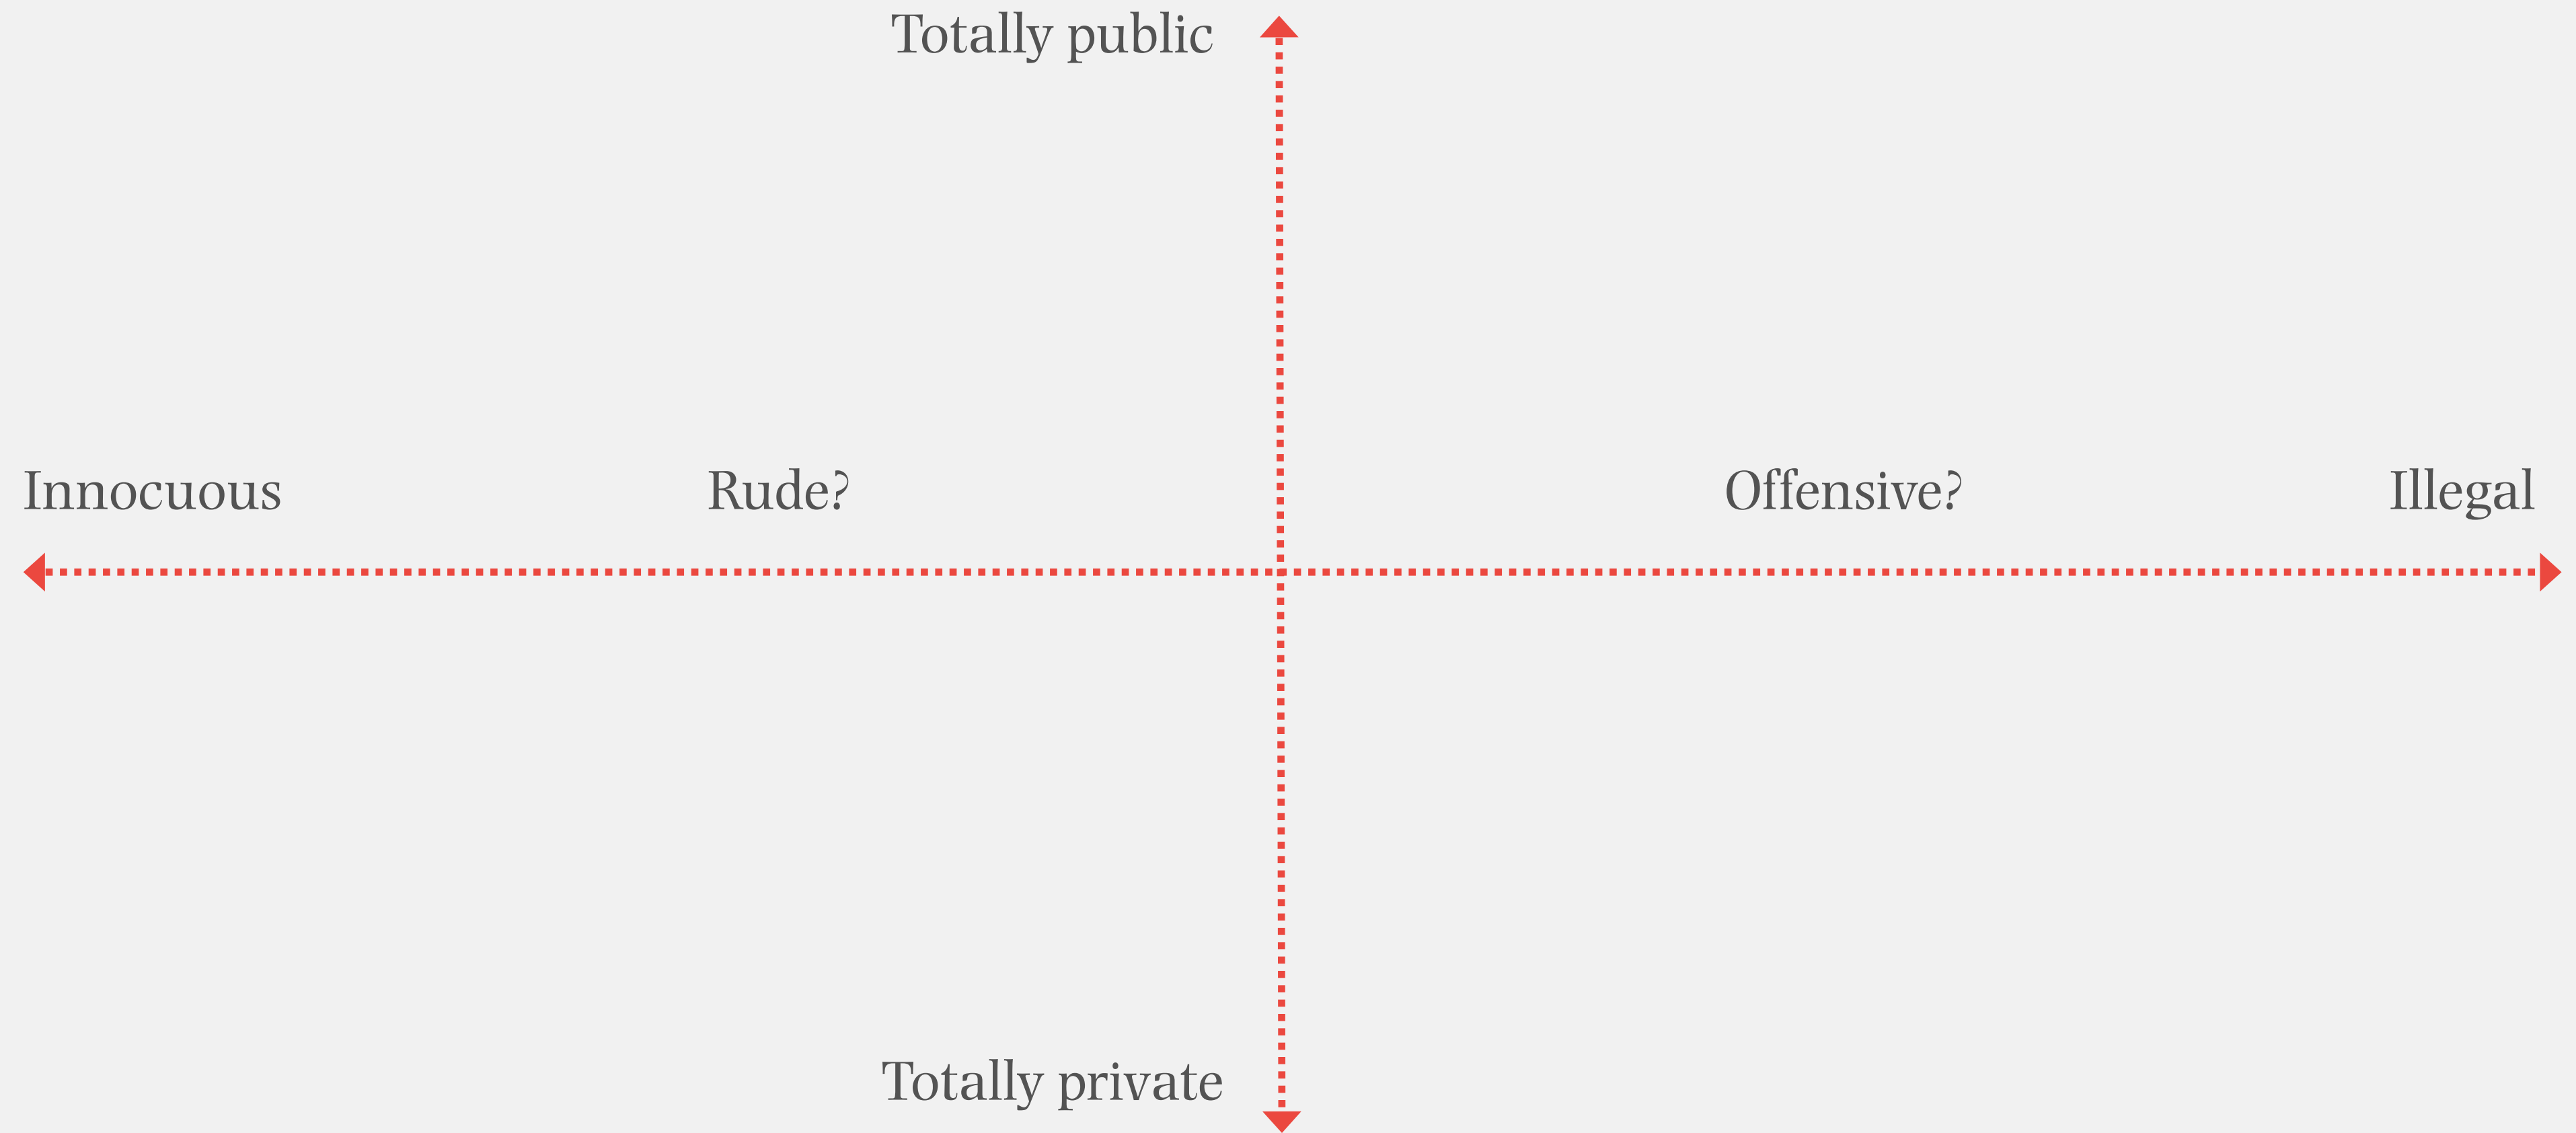 Totally public
Innocuous
Rude?
Offensive?
Illegal
Totally private